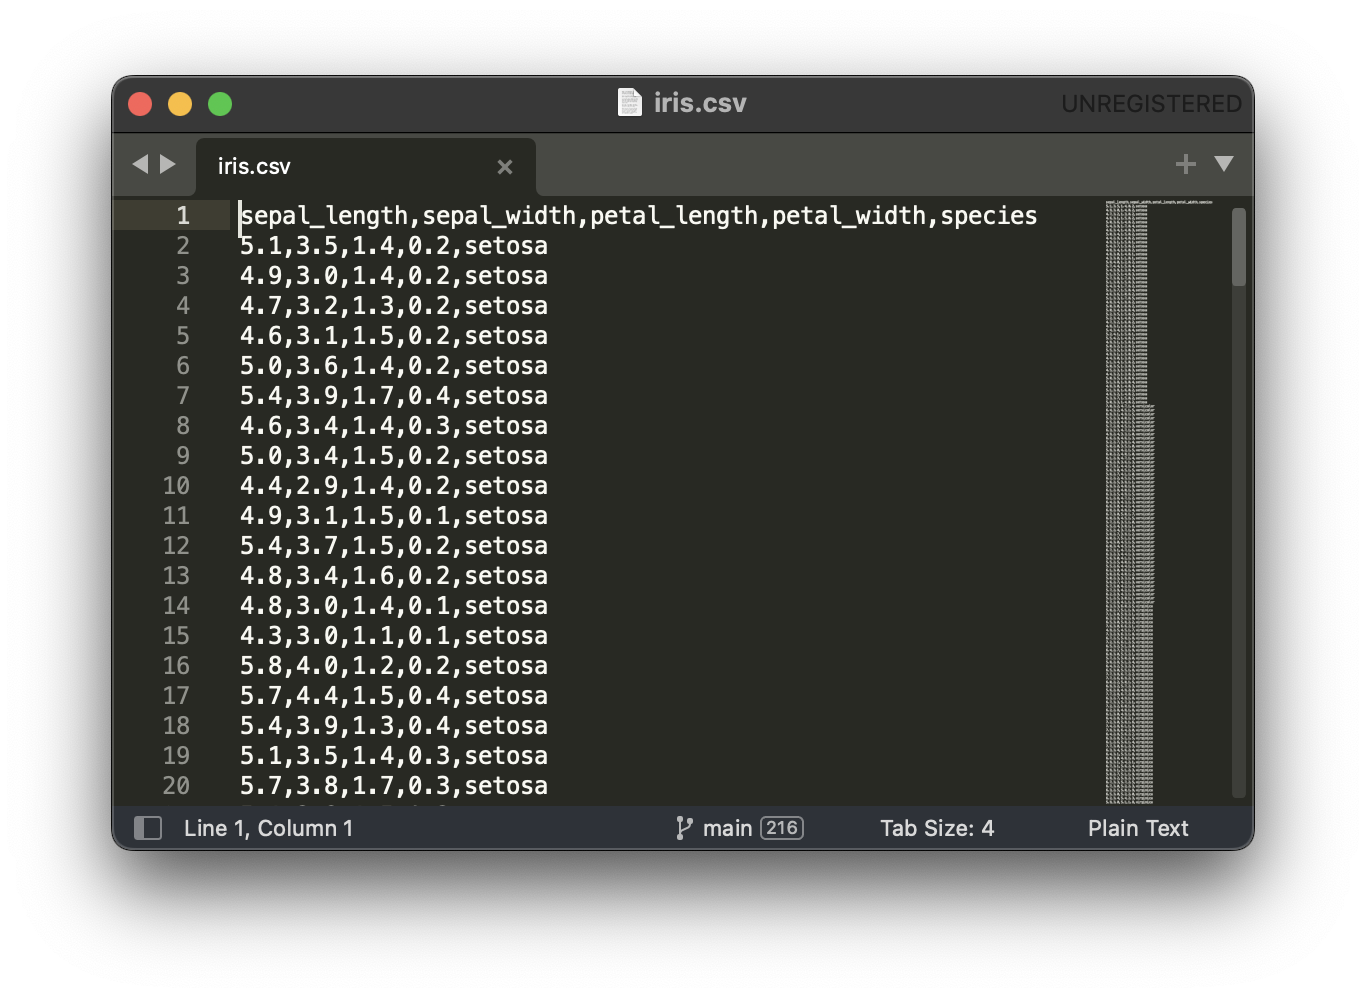 iris.csv
UNREGISTERED
iris.csv
1 sepal_length,sepal_width,petal_length,petal_width,species
2 5.1,3.5,1.4,0.2,setosa
3 4.9,3.0,1.4,0.2,setosa
4 4.7,3.2,1.3,0.2,setosa
5 4.6,3.1,1.5,0.2,setosa
6 5.0,3.6,1.4,0.2,setosa
7 5.4,3.9,1.7,0.4,setosa
8 4.6,3.4,1.4,0.3,setosa
9 5.0,3.4,1.5,0.2,setosa
10 4.4,2.9,1.4,0.2,setosa
11 4.9,3.1,1.5,0.1,setosa
12 5.4,3.7,1.5,0.2,setosa
13 4.8,3.4,1.6,0.2,setosa
14 4.8,3.0,1.4,0.1,setosa
15 4.3,3.0,1.1,0.1,setosa
16 5.8,4.0,1.2,0.2,setosa
17 5.7,4.4,1.5,0.4,setosa
18 5.4,3.9,1.3,0.4,setosa
19 5.1,3.5,1.4,0.3,setosa
20 5.7,3.8,1.7,0.3,setosa
Line 1, Column 1 main 216 Tab Size: 4 Plain Text